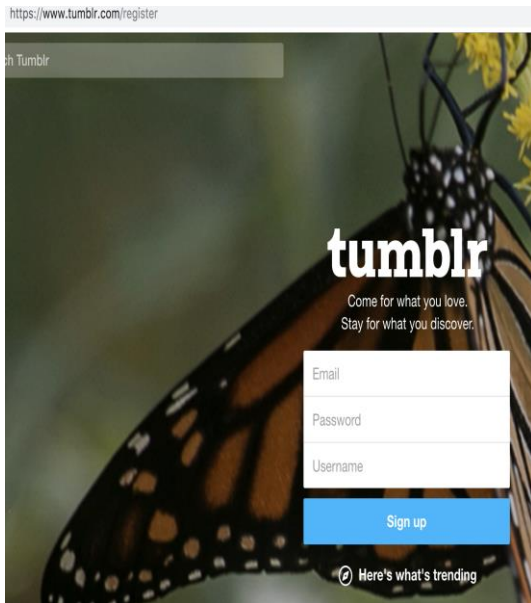 https://www.tumblr.com/register
ch Tumblr
tumblr
Come for what you love.
Stay for what you discover.
Email
Password
Username
Sign up
Here's what's trending